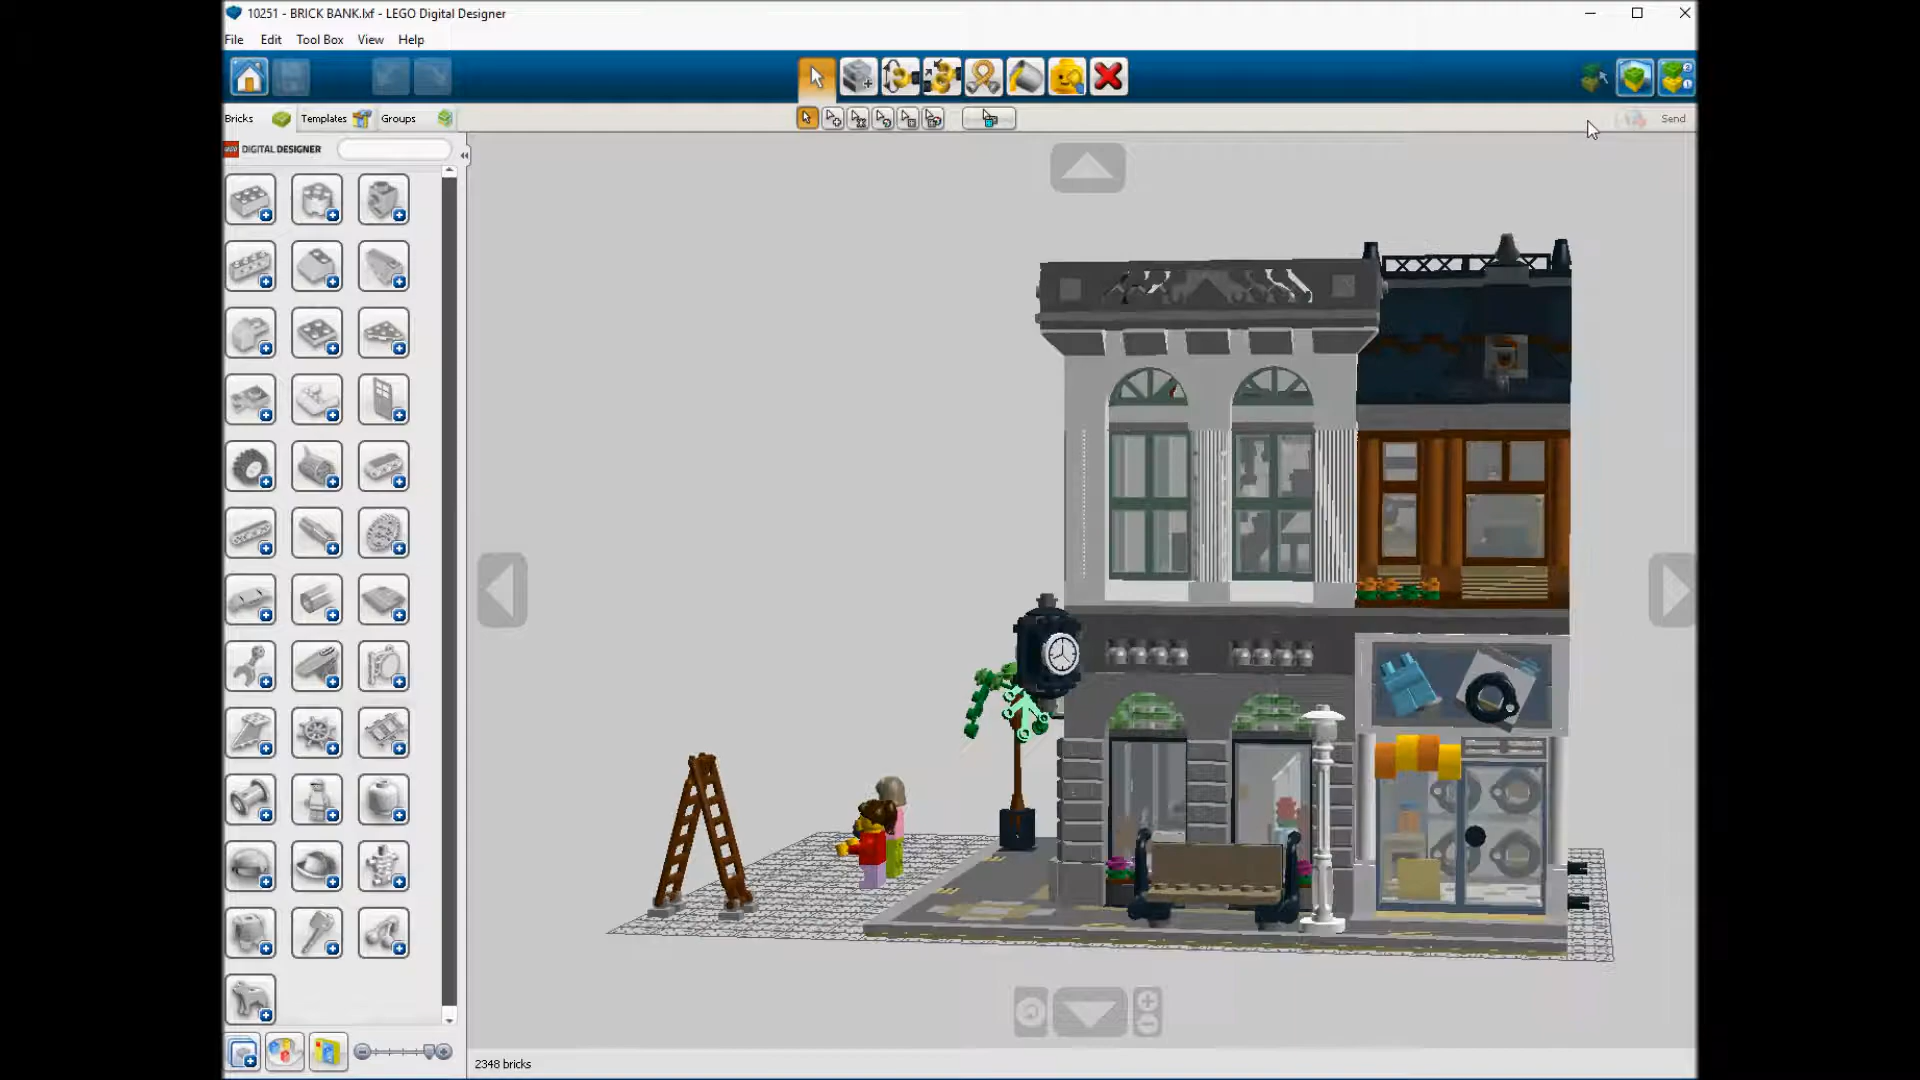 10251 - BRICK BANK.lxf - LEGO Digital Designer
File Edit Tool Box View Help
Bricks Templates Groups
Send
LEGO DIGITAL DESIGNER
2348 bricks